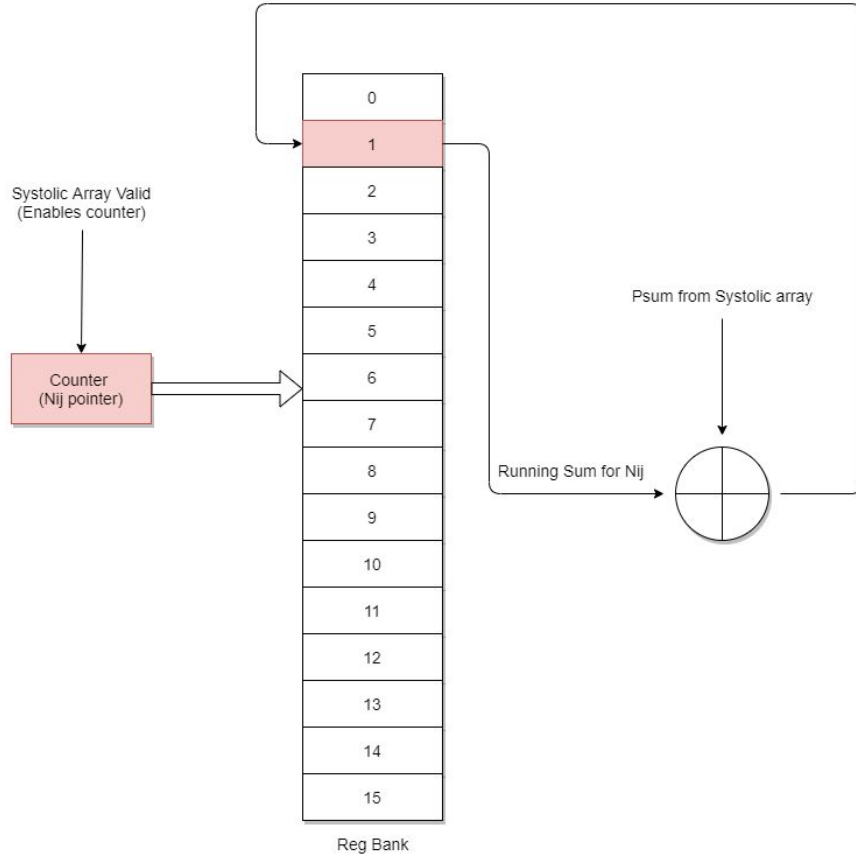 0
1
2
3
4
5
6
7
8
9
10
11
12
13
14
15
Reg Bank
Systolic Array Valid
(Enables counter)
Counter
(Nij pointer)
Psum from Systolic array
Running Sum for Nij